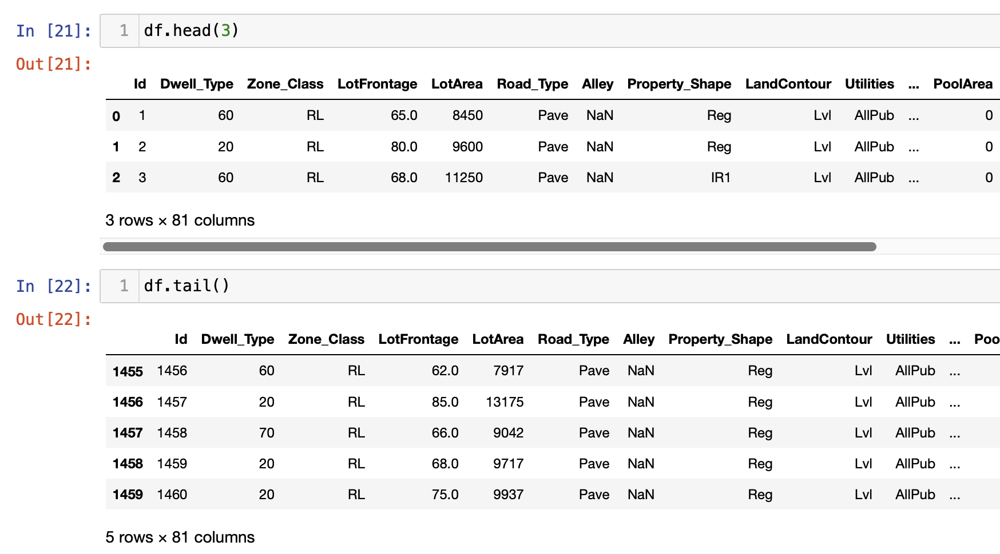 In [21]: 1 df.head(3)
Out[21]:
Id Dwell_Type Zone_Class LotFrontage LotArea Road_Type Alley Property_Shape LandContour Utilities ... PoolArea
0 1 60 RL 65.0 8450 Pave NaN Reg Lvl AllPub ... 0
1 2 20 RL 80.0 9600 Pave NaN Reg Lvl AllPub ... 0
2 3 60 RL 68.0 11250 Pave NaN IR1 Lvl AllPub ... 0
3 rows × 81 columns
In [22]: 1 df.tail()
Out[22]:
Id Dwell_Type Zone_Class LotFrontage LotArea Road_Type Alley Property_Shape LandContour Utilities ... Poo
1455 1456 60 RL 62.0 7917 Pave NaN Reg Lvl AllPub ...
1456 1457 20 RL 85.0 13175 Pave NaN Reg Lvl AllPub ...
1457 1458 70 RL 66.0 9042 Pave NaN Reg Lvl AllPub ...
1458 1459 20 RL 68.0 9717 Pave NaN Reg Lvl AllPub ...
1459 1460 20 RL 75.0 9937 Pave NaN Reg Lvl AllPub ...
5 rows × 81 columns